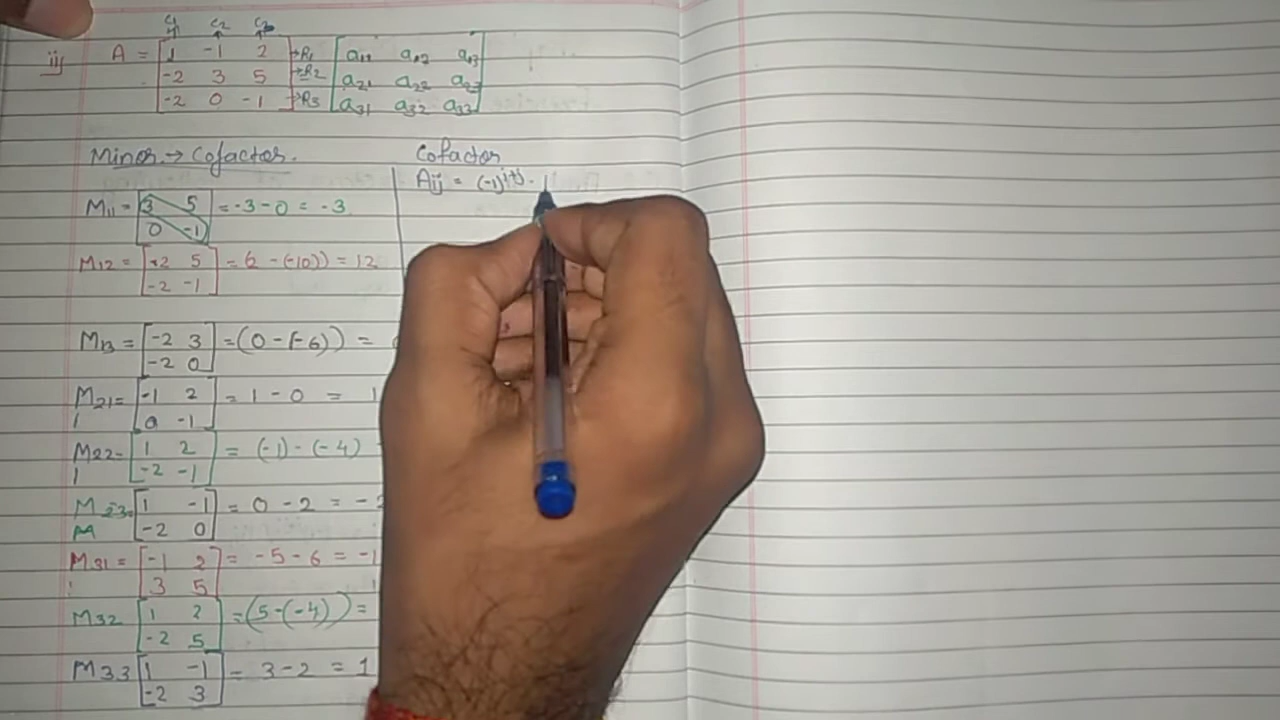 C1 C2 C3
ii) A = [1 -1 2] → R1 [a11 a12 a13]
[-2 3 5] → R2 [a21 a22 a23]
[-2 0 -1] → R3 [a31 a32 a33]
Minor → Cofactor.
M11 = [3 5] = -3 - 0 = -3
[0 -1]
M12 = [-2 5] = (2 - (-10)) = 12
[-2 -1]
M13 = [-2 3] = (0 - (-6)) =
[-2 0]
M21 = [-1 2] = 1 - 0 = 1
[0 -1]
M22 = [1 2] = (-1) - (-4)
[-2 -1]
M23 = [1 -1] = 0 - 2 = -2
[-2 0]
M31 = [-1 2] = -5 - 6 = -1
[3 5]
M32 [1 2] = (5 - (-4)) =
[-2 5]
M33 [1 -1] = 3 - 2 = 1
[-2 3]
Cofactor
Aij = (-1)i+j .